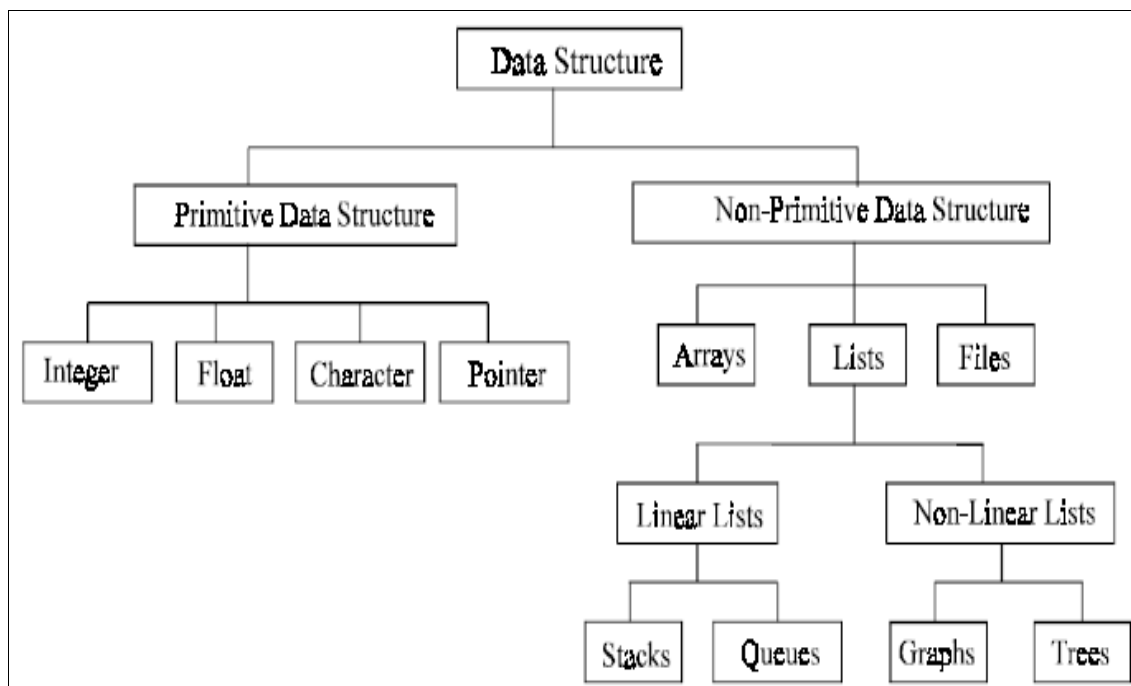 Data Structure
Primitive Data Structure
Non-Primitive Data Structure
Integer
Float
Character
Pointer
Arrays
Lists
Files
Linear Lists
Non-Linear Lists
Stacks
Queues
Graphs
Trees